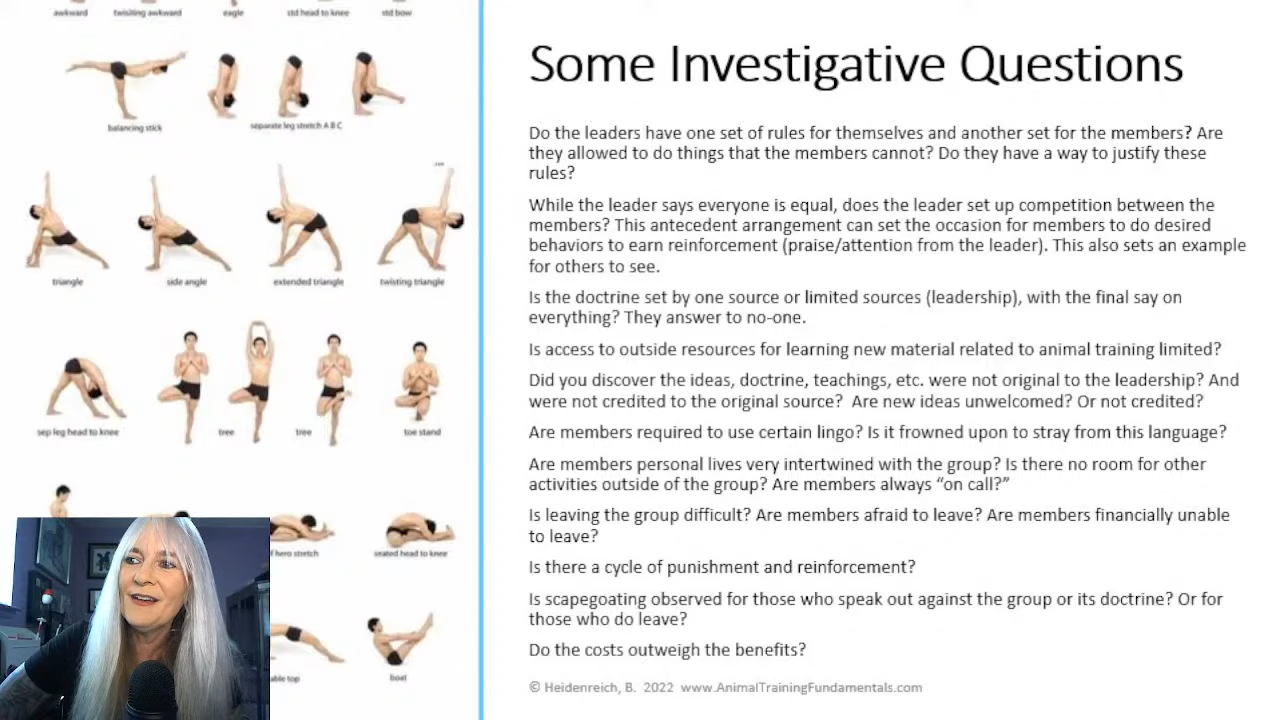 awkward twisiting awkward eagle std head to knee std bow
balancing stick separate leg stretch A B C
triangle side angle extended triangle twisting triangle
sep leg head to knee tree tree toe stand
hero stretch seated head to knee
top boat
Some Investigative Questions
Do the leaders have one set of rules for themselves and another set for the members? Are
they allowed to do things that the members cannot? Do they have a way to justify these
rules?
While the leader says everyone is equal, does the leader set up competition between the
members? This antecedent arrangement can set the occasion for members to do desired
behaviors to earn reinforcement (praise/attention from the leader). This also sets an example
for others to see.
Is the doctrine set by one source or limited sources (leadership), with the final say on
everything? They answer to no-one.
Is access to outside resources for learning new material related to animal training limited?
Did you discover the ideas, doctrine, teachings, etc. were not original to the leadership? And
were not credited to the original source? Are new ideas unwelcomed? Or not credited?
Are members required to use certain lingo? Is it frowned upon to stray from this language?
Are members personal lives very intertwined with the group? Is there no room for other
activities outside of the group? Are members always “on call?”
Is leaving the group difficult? Are members afraid to leave? Are members financially unable
to leave?
Is there a cycle of punishment and reinforcement?
Is scapegoating observed for those who speak out against the group or its doctrine? Or for
those who do leave?
Do the costs outweigh the benefits?
© Heidenreich, B. 2022 www.AnimalTrainingFundamentals.com